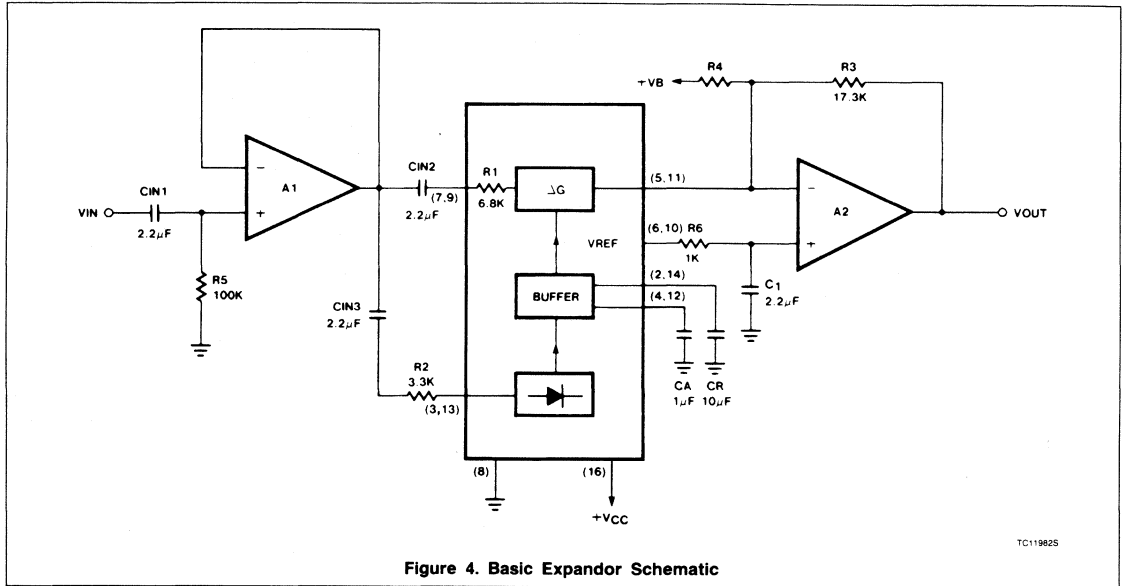 R4
R3
+VB
17.3K
CIN2
CIN1
A1
(7,9)
R1
ΔG
(5,11)
A2
VIN
2.2μF
2.2μF
6.8K
VOUT
(6,10) R6
VREF
1K
R5
100K
CIN3
2.2μF
BUFFER
(2,14)
(4,12)
C1
2.2μF
R2
3.3K
(3,13)
CA
1μF
CR
10μF
(8)
(16)
+VCC
TC11982S
Figure 4. Basic Expandor Schematic
− + − +